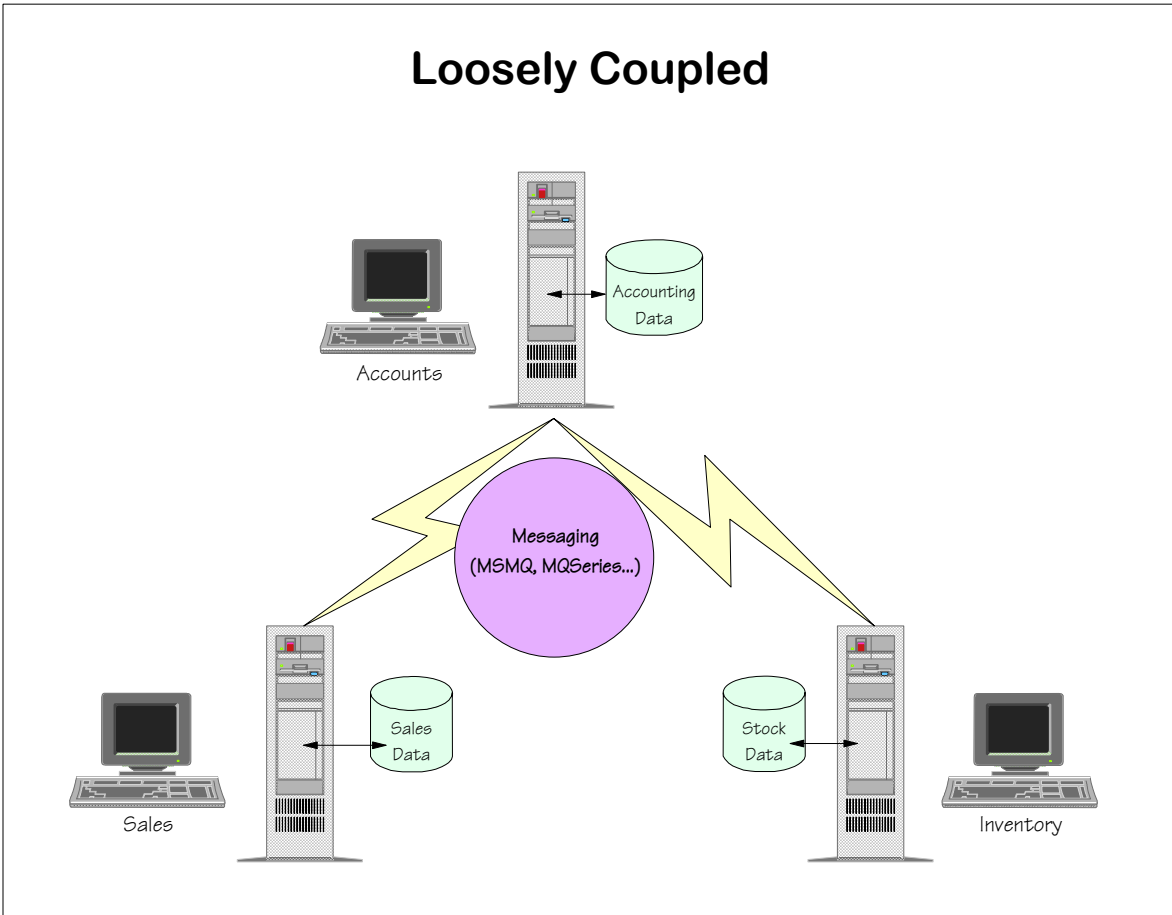 Loosely Coupled
Accounting
Data
Accounts
Messaging
(MSMQ, MQSeries...)
Sales
Data
Stock
Data
Sales
Inventory